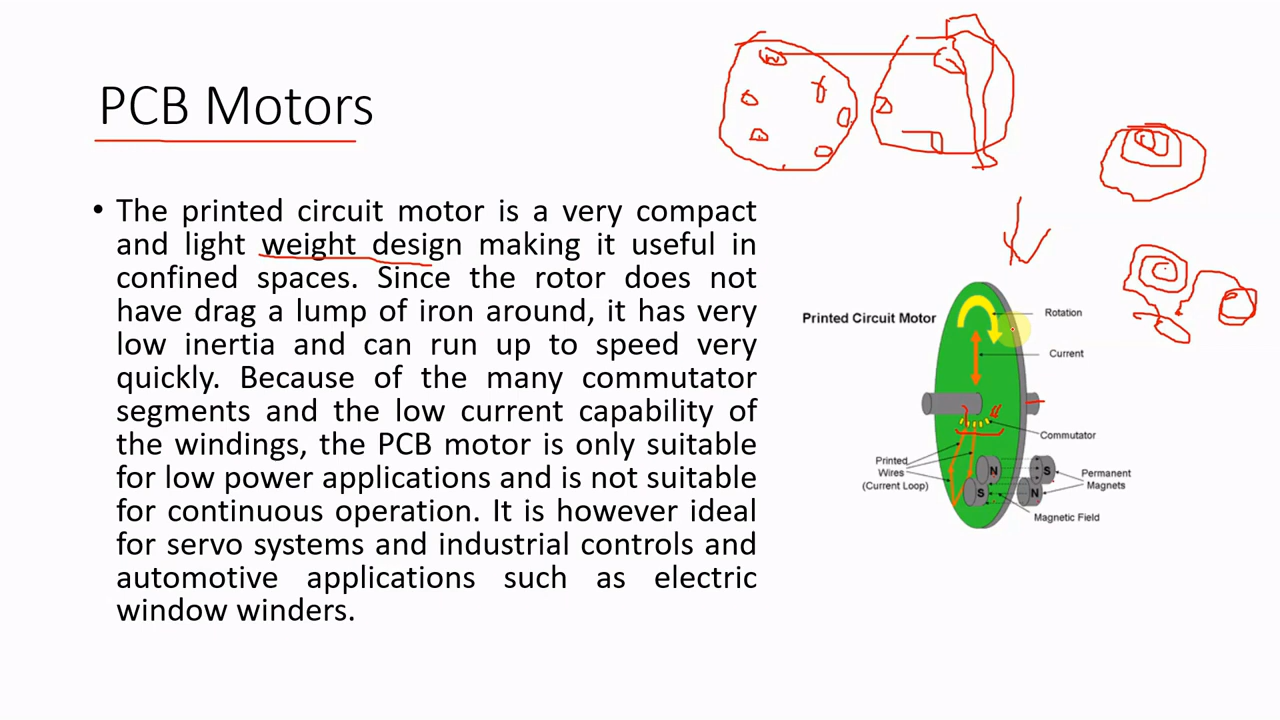 PCB Motors
• The printed circuit motor is a very compact
and light weight design making it useful in
confined spaces. Since the rotor does not
have drag a lump of iron around, it has very
low inertia and can run up to speed very
quickly. Because of the many commutator
segments and the low current capability of
the windings, the PCB motor is only suitable
for low power applications and is not suitable
for continuous operation. It is however ideal
for servo systems and industrial controls and
automotive applications such as electric
window winders.
Printed Circuit Motor
Rotation
Current
Commutator
Printed
Wires
(Current Loop)
N
S
S
N
Permanent
Magnets
Magnetic Field